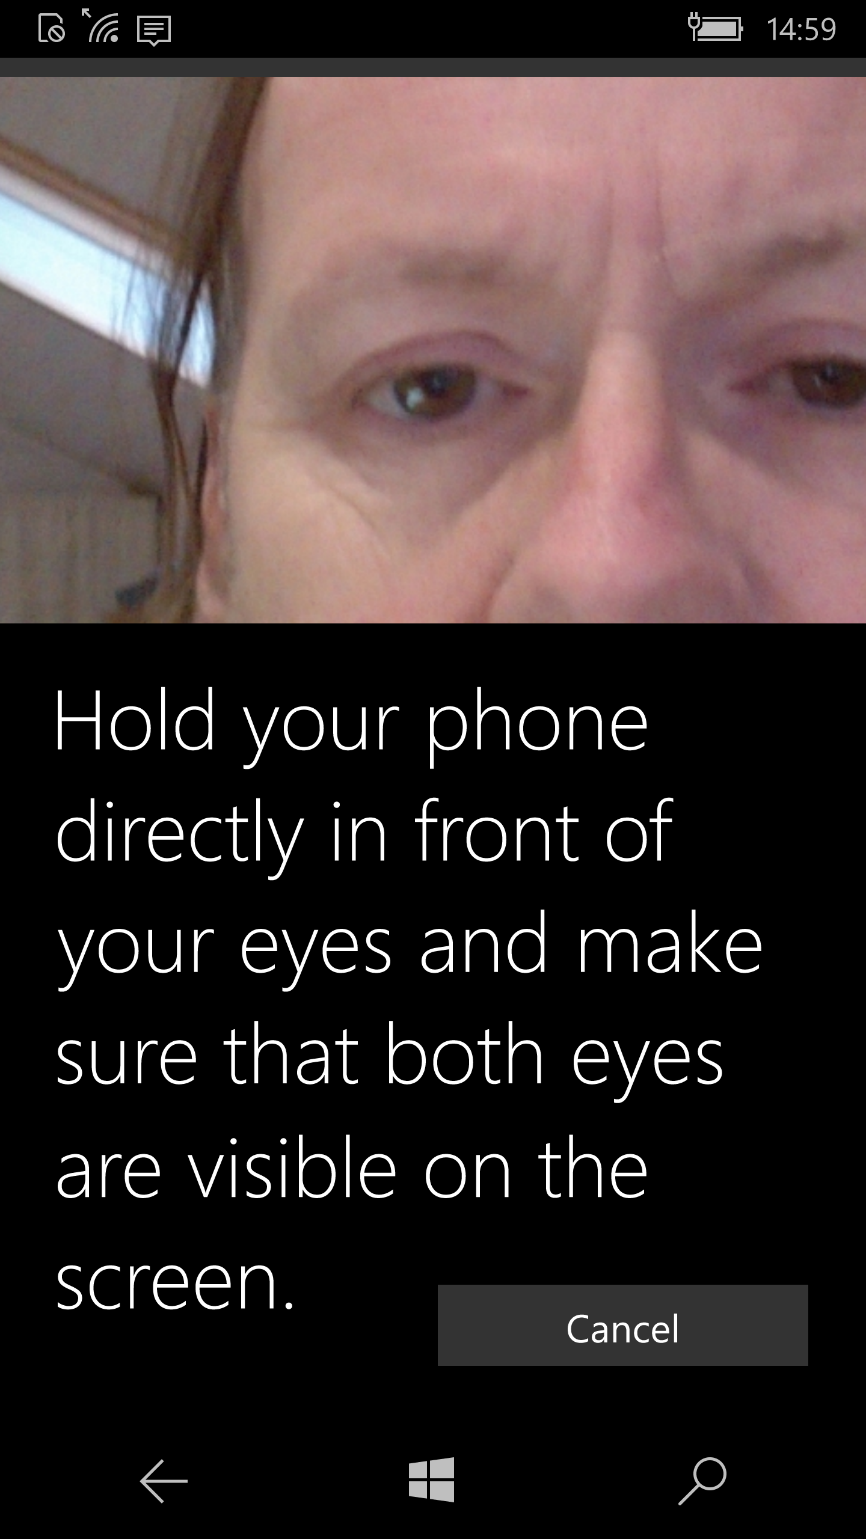 14:59
Hold your phone
directly in front of
your eyes and make
sure that both eyes
are visible on the
screen.
Cancel